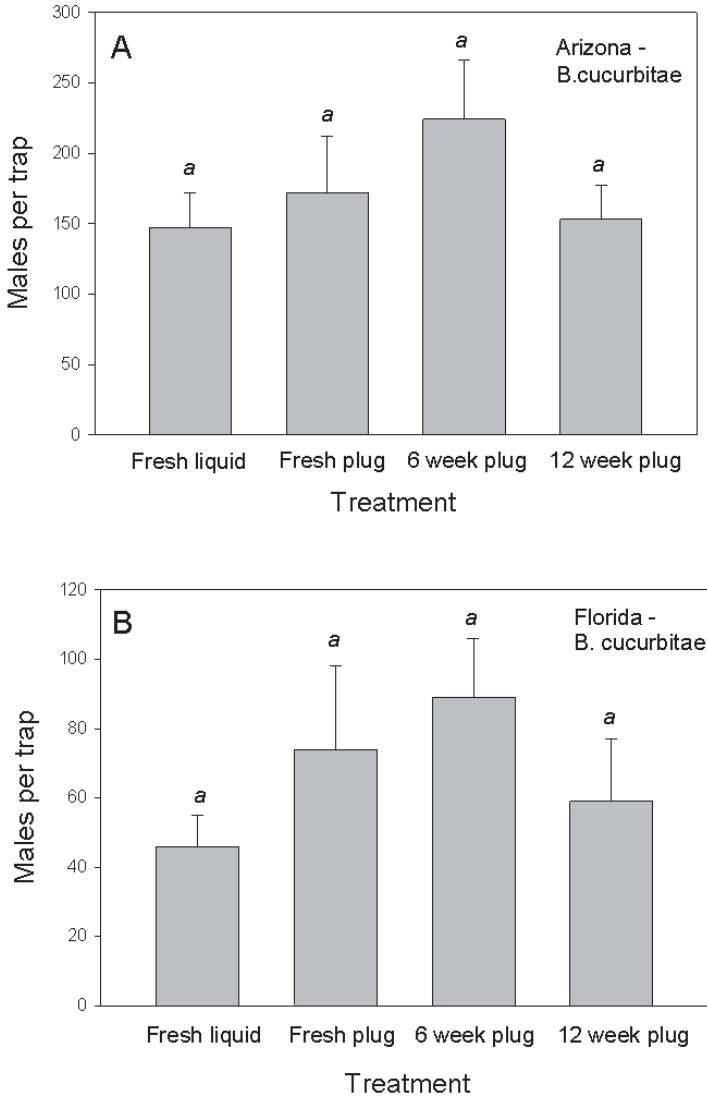 A
Arizona -
B.cucurbitae
300
250
200
150
100
50
0
Males per trap
a
a
a
a
Fresh liquid
Fresh plug
6 week plug
12 week plug
Treatment
B
Florida -
B. cucurbitae
120
100
80
60
40
20
0
Males per trap
a
a
a
a
Fresh liquid
Fresh plug
6 week plug
12 week plug
Treatment